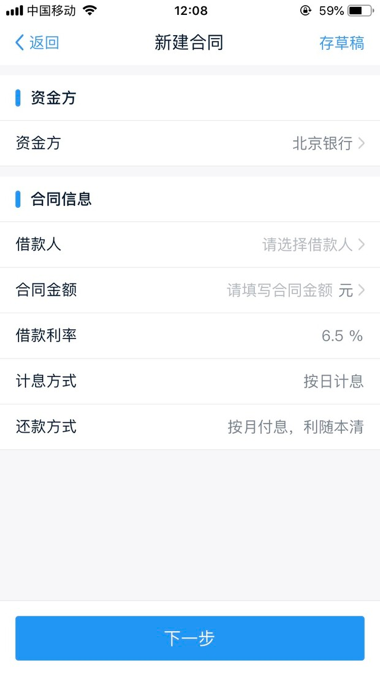 中国移动 12:08 59%
返回 新建合同 存草稿
资金方
资金方 北京银行
合同信息
借款人 请选择借款人
合同金额 请填写合同金额 元
借款利率 6.5 %
计息方式 按日计息
还款方式 按月付息，利随本清
下一步